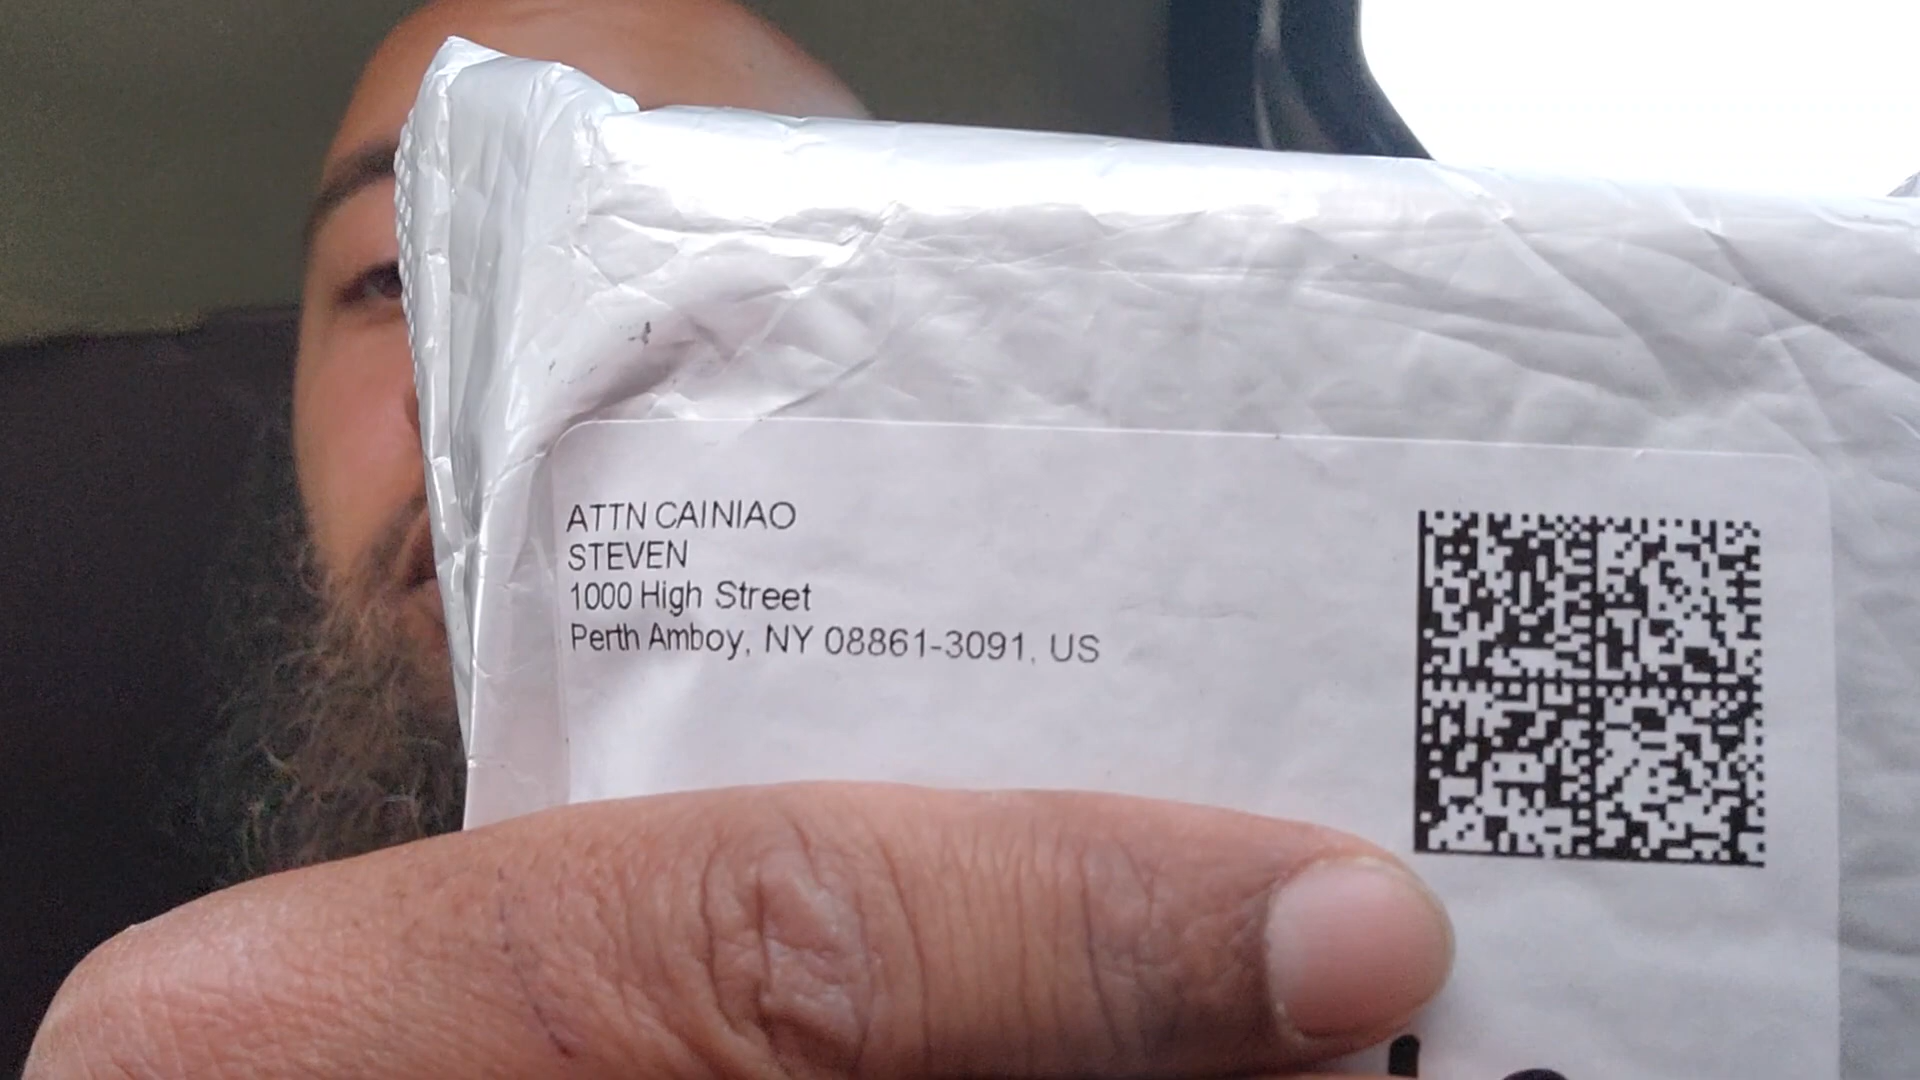 ATTN CAINIAO
STEVEN
1000 High Street
Perth Amboy, NY 08861-3091, US